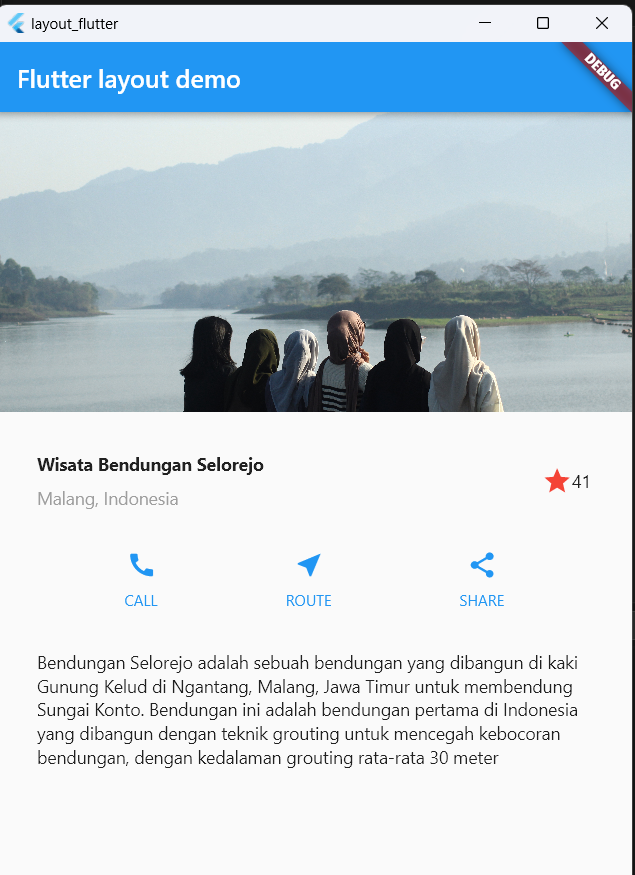 layout_flutter
Flutter layout demo
DEBUG
Wisata Bendungan Selorejo
Malang, Indonesia
41
CALL ROUTE SHARE
Bendungan Selorejo adalah sebuah bendungan yang dibangun di kaki
Gunung Kelud di Ngantang, Malang, Jawa Timur untuk membendung
Sungai Konto. Bendungan ini adalah bendungan pertama di Indonesia
yang dibangun dengan teknik grouting untuk mencegah kebocoran
bendungan, dengan kedalaman grouting rata-rata 30 meter